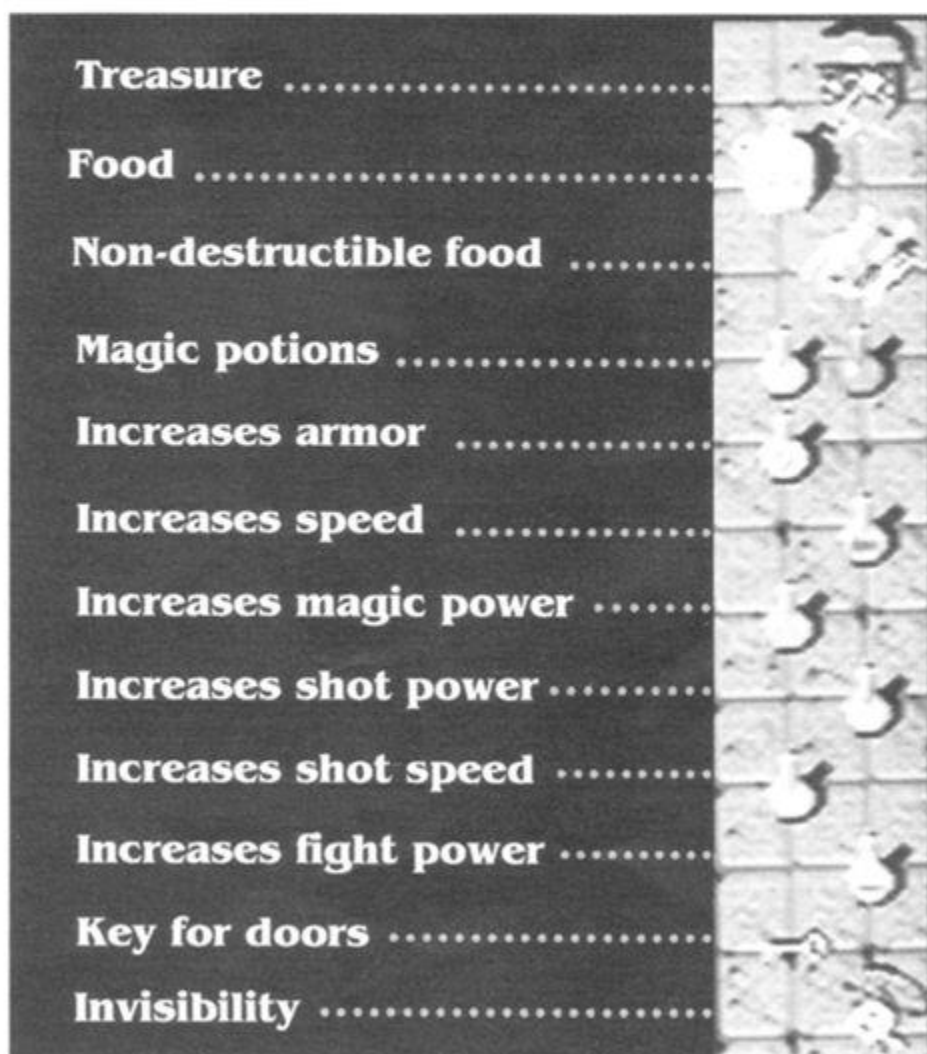 Treasure
Food
Non-destructible food
Magic potions
Increases armor
Increases speed
Increases magic power
Increases shot power
Increases shot speed
Increases fight power
Key for doors
Invisibility